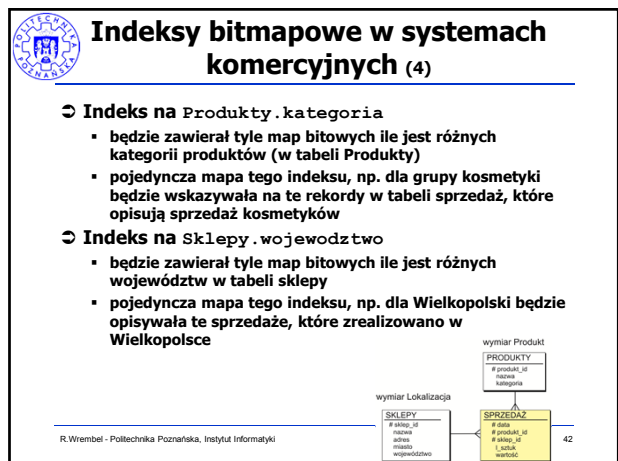 POLITECHNIKA
POZNAŃSKA
Indeksy bitmapowe w systemach
komercyjnych (4)
➲ Indeks na Produkty.kategoria
▪ będzie zawierał tyle map bitowych ile jest różnych
kategorii produktów (w tabeli Produkty)
▪ pojedyncza mapa tego indeksu, np. dla grupy kosmetyki
będzie wskazywała na te rekordy w tabeli sprzedaż, które
opisują sprzedaż kosmetyków
➲ Indeks na Sklepy.wojewodztwo
▪ będzie zawierał tyle map bitowych ile jest różnych
województw w tabeli sklepy
▪ pojedyncza mapa tego indeksu, np. dla Wielkopolski będzie
opisywała te sprzedaże, które zrealizowano w
Wielkopolsce
wymiar Produkt
PRODUKTY
# produkt_id
nazwa
kategoria
wymiar Lokalizacja
SKLEPY
# sklep_id
nazwa
adres
miasto
województwo
SPRZEDAŻ
# data
# produkt_id
# sklep_id
l_sztuk
wartość
R.Wrembel - Politechnika Poznańska, Instytut Informatyki
42